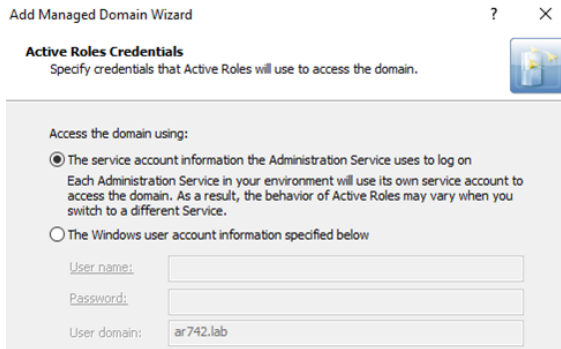 Add Managed Domain Wizard ? ×
Active Roles Credentials
Specify credentials that Active Roles will use to access the domain.
Access the domain using:
The service account information the Administration Service uses to log on
Each Administration Service in your environment will use its own service account to
access the domain. As a result, the behavior of Active Roles may vary when you
switch to a different Service.
The Windows user account information specified below
User name:
Password:
User domain: ar742.lab